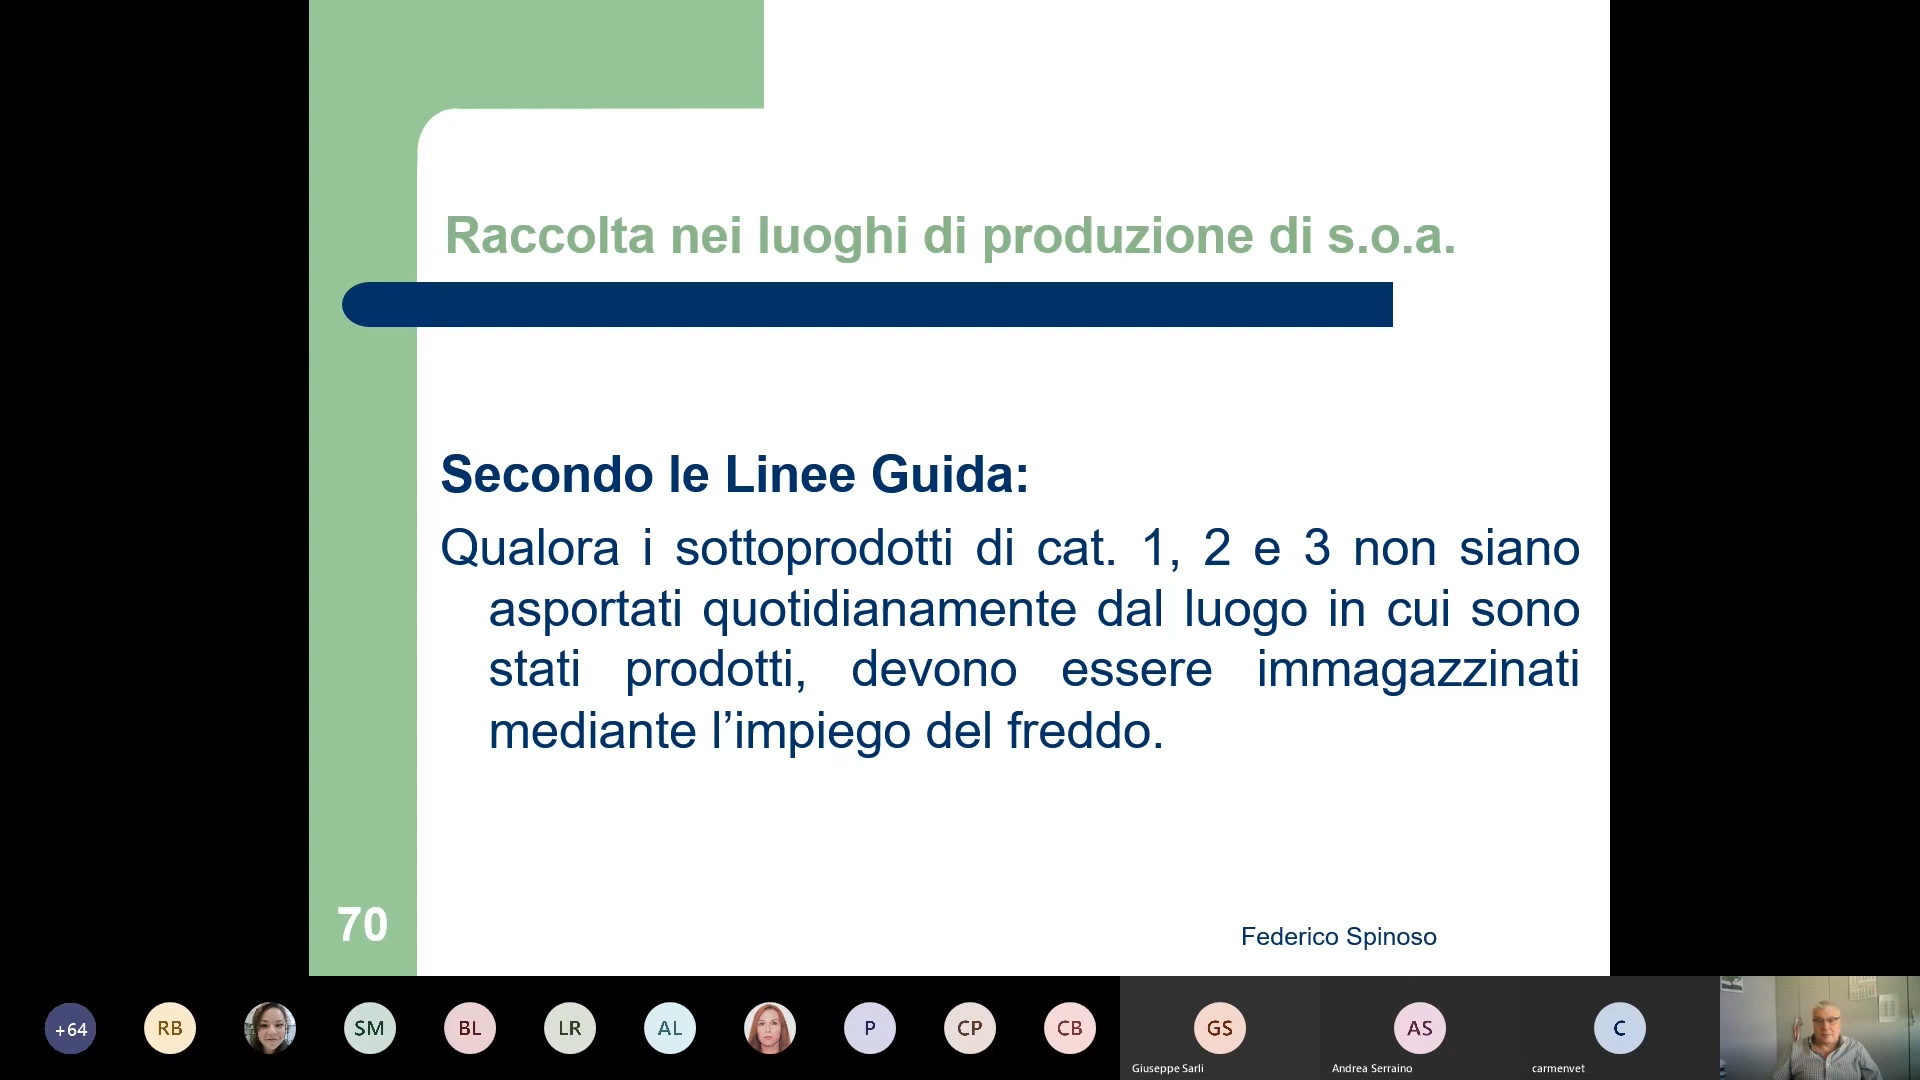 Raccolta nei luoghi di produzione di s.o.a.
Secondo le Linee Guida:
Qualora i sottoprodotti di cat. 1, 2 e 3 non siano
asportati quotidianamente dal luogo in cui sono
stati prodotti, devono essere immagazzinati
mediante l’impiego del freddo.
70
Federico Spinoso
+64
RB
SM
BL
LR
AL
P
CP
CB
GS
AS
C
Giuseppe Sarli
Andrea Serraino
carmenvet